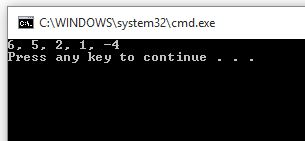 C:\WINDOWS\system32\cmd.exe
6, 5, 2, 1, -4
Press any key to continue . . .